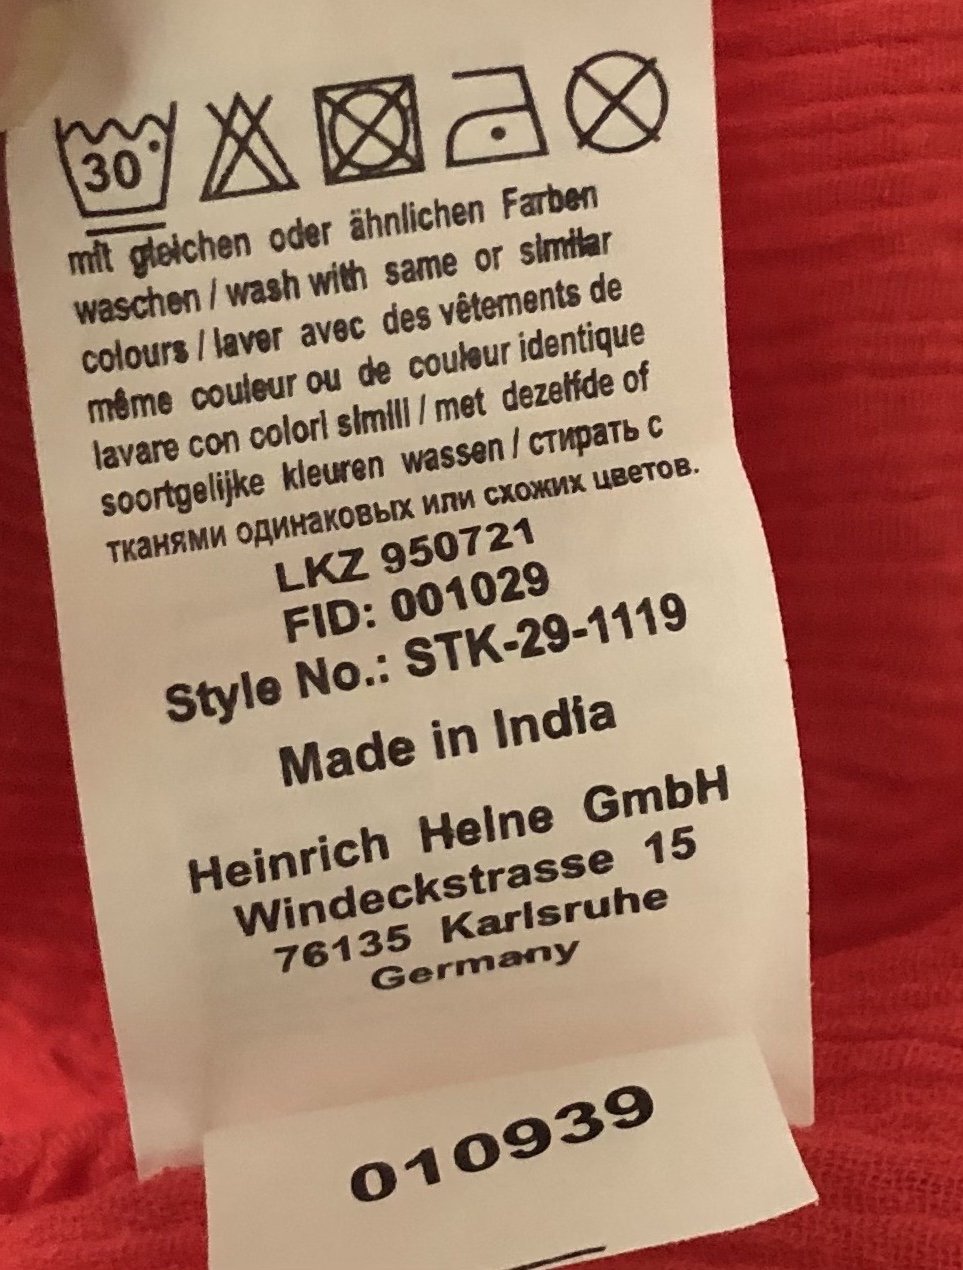 30°
mit gleichen oder ähnlichen Farben
waschen / wash with same or similar
colours / laver avec des vêtements de
même couleur ou de couleur identique
lavare con colori simili / met dezelfde of
soortgelijke kleuren wassen / стирать с
тканями одинаковых или схожих цветов.
LKZ 950721
FID: 001029
Style No.: STK-29-1119
Made in India
Heinrich Heine GmbH
Windeckstrasse 15
76135 Karlsruhe
Germany
010939